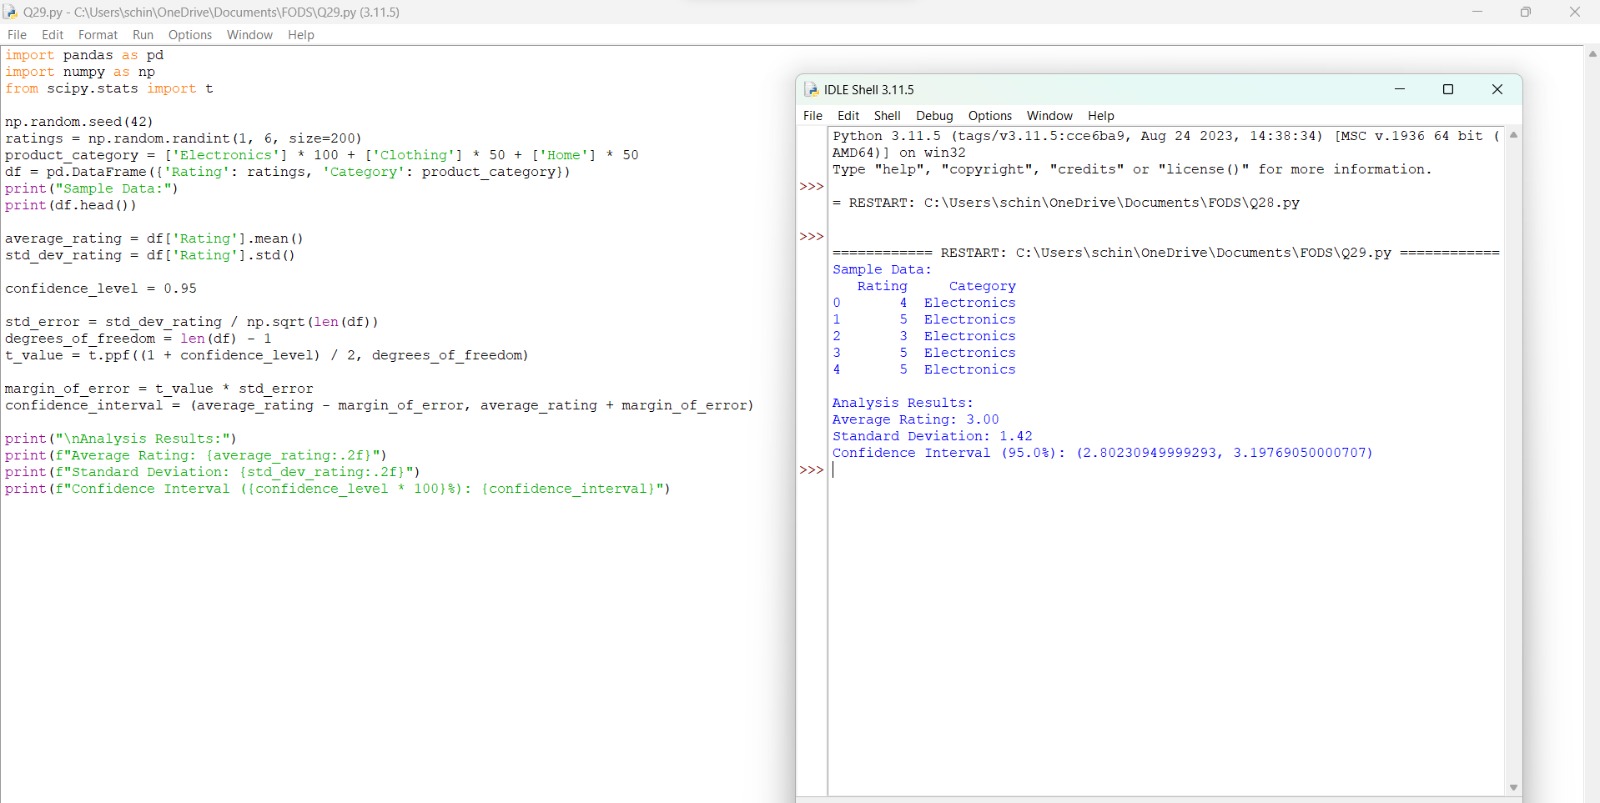 Q29.py - C:\Users\schin\OneDrive\Documents\FODS\Q29.py (3.11.5)
File Edit Format Run Options Window Help
import pandas as pd
import numpy as np
from scipy.stats import t
np.random.seed(42)
ratings = np.random.randint(1, 6, size=200)
product_category = ['Electronics'] * 100 + ['Clothing'] * 50 + ['Home'] * 50
df = pd.DataFrame({'Rating': ratings, 'Category': product_category})
print("Sample Data:")
print(df.head())
average_rating = df['Rating'].mean()
std_dev_rating = df['Rating'].std()
confidence_level = 0.95
std_error = std_dev_rating / np.sqrt(len(df))
degrees_of_freedom = len(df) - 1
t_value = t.ppf((1 + confidence_level) / 2, degrees_of_freedom)
margin_of_error = t_value * std_error
confidence_interval = (average_rating - margin_of_error, average_rating + margin_of_error)
print("\nAnalysis Results:")
print(f"Average Rating: {average_rating:.2f}")
print(f"Standard Deviation: {std_dev_rating:.2f}")
print(f"Confidence Interval ({confidence_level * 100}%): {confidence_interval}")
IDLE Shell 3.11.5
File Edit Shell Debug Options Window Help
Python 3.11.5 (tags/v3.11.5:cce6ba9, Aug 24 2023, 14:38:34) [MSC v.1936 64 bit (
AMD64)] on win32
Type "help", "copyright", "credits" or "license()" for more information.
>>>
= RESTART: C:\Users\schin\OneDrive\Documents\FODS\Q28.py
>>>
============ RESTART: C:\Users\schin\OneDrive\Documents\FODS\Q29.py ============
Sample Data:
Rating Category
0 4 Electronics
1 5 Electronics
2 3 Electronics
3 5 Electronics
4 5 Electronics
Analysis Results:
Average Rating: 3.00
Standard Deviation: 1.42
Confidence Interval (95.0%): (2.80230949999293, 3.19769050000707)
>>>